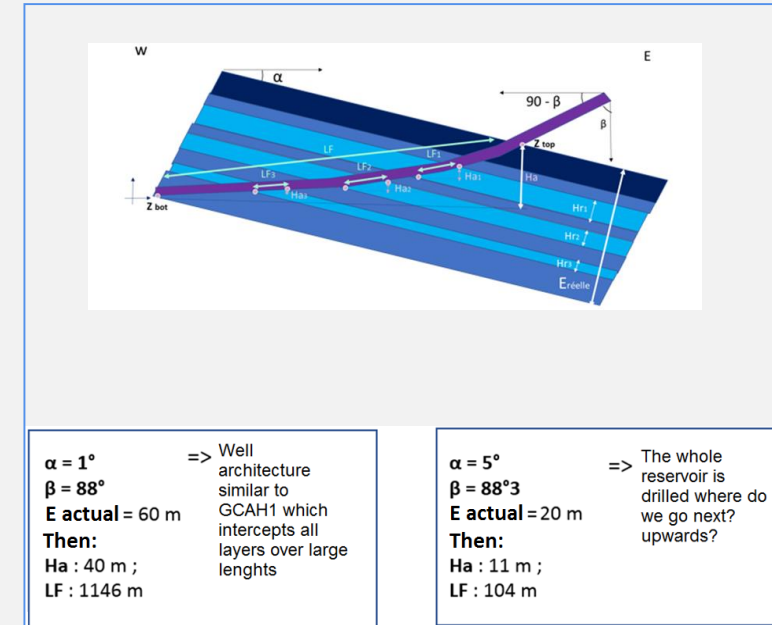 W
E
α
90 - β
β
LF
Z top
LF1
LF2
Ha1
Ha
LF3
Ha2
Ha3
Z bot
Hr1
Hr2
Hr3
Eréelle
α = 1°
β = 88°
E actual = 60 m
Then:
Ha : 40 m ;
LF : 1146 m
=> Well
architecture
similar to
GCAH1 which
intercepts all
layers over large
lenghts
α = 5°
β = 88°3
E actual = 20 m
Then:
Ha : 11 m ;
LF : 104 m
=> The whole
reservoir is
drilled where do
we go next?
upwards?